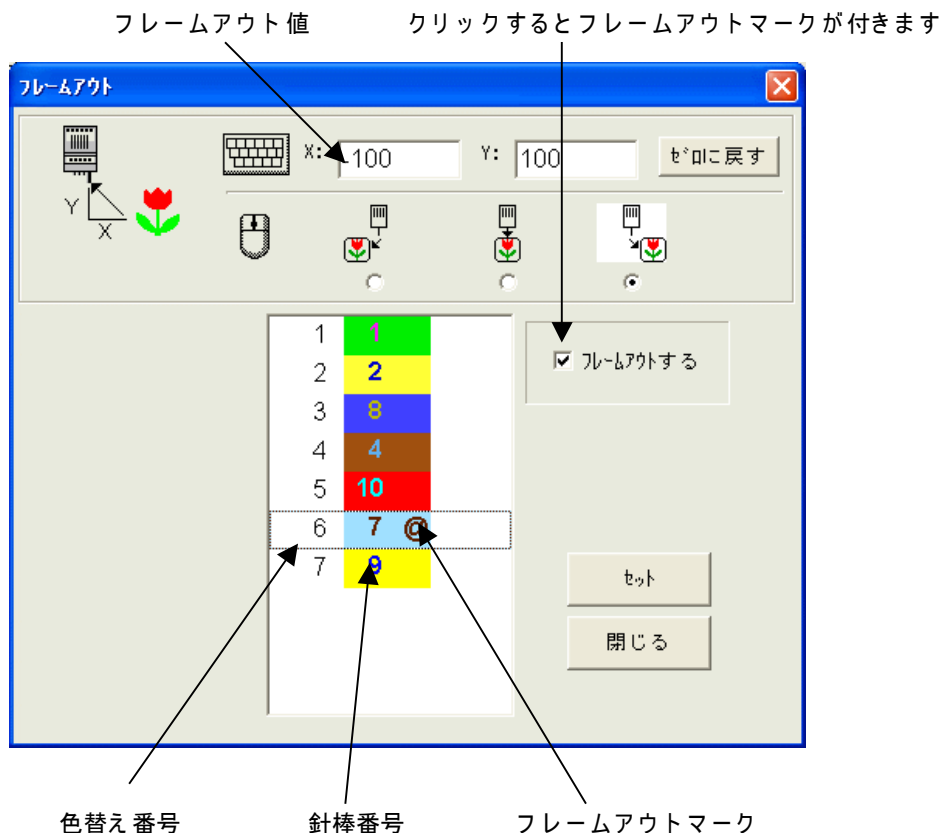 フレームアウト値
クリックするとフレームアウトマークが付きます
フレームアウト
X: 100
Y: 100
ゼロに戻す
Y
X
1 1
2 2
3 8
4 4
5 10
6 7 @
7 9
フレームアウトする
セット
閉じる
色替え番号
針棒番号
フレームアウトマーク